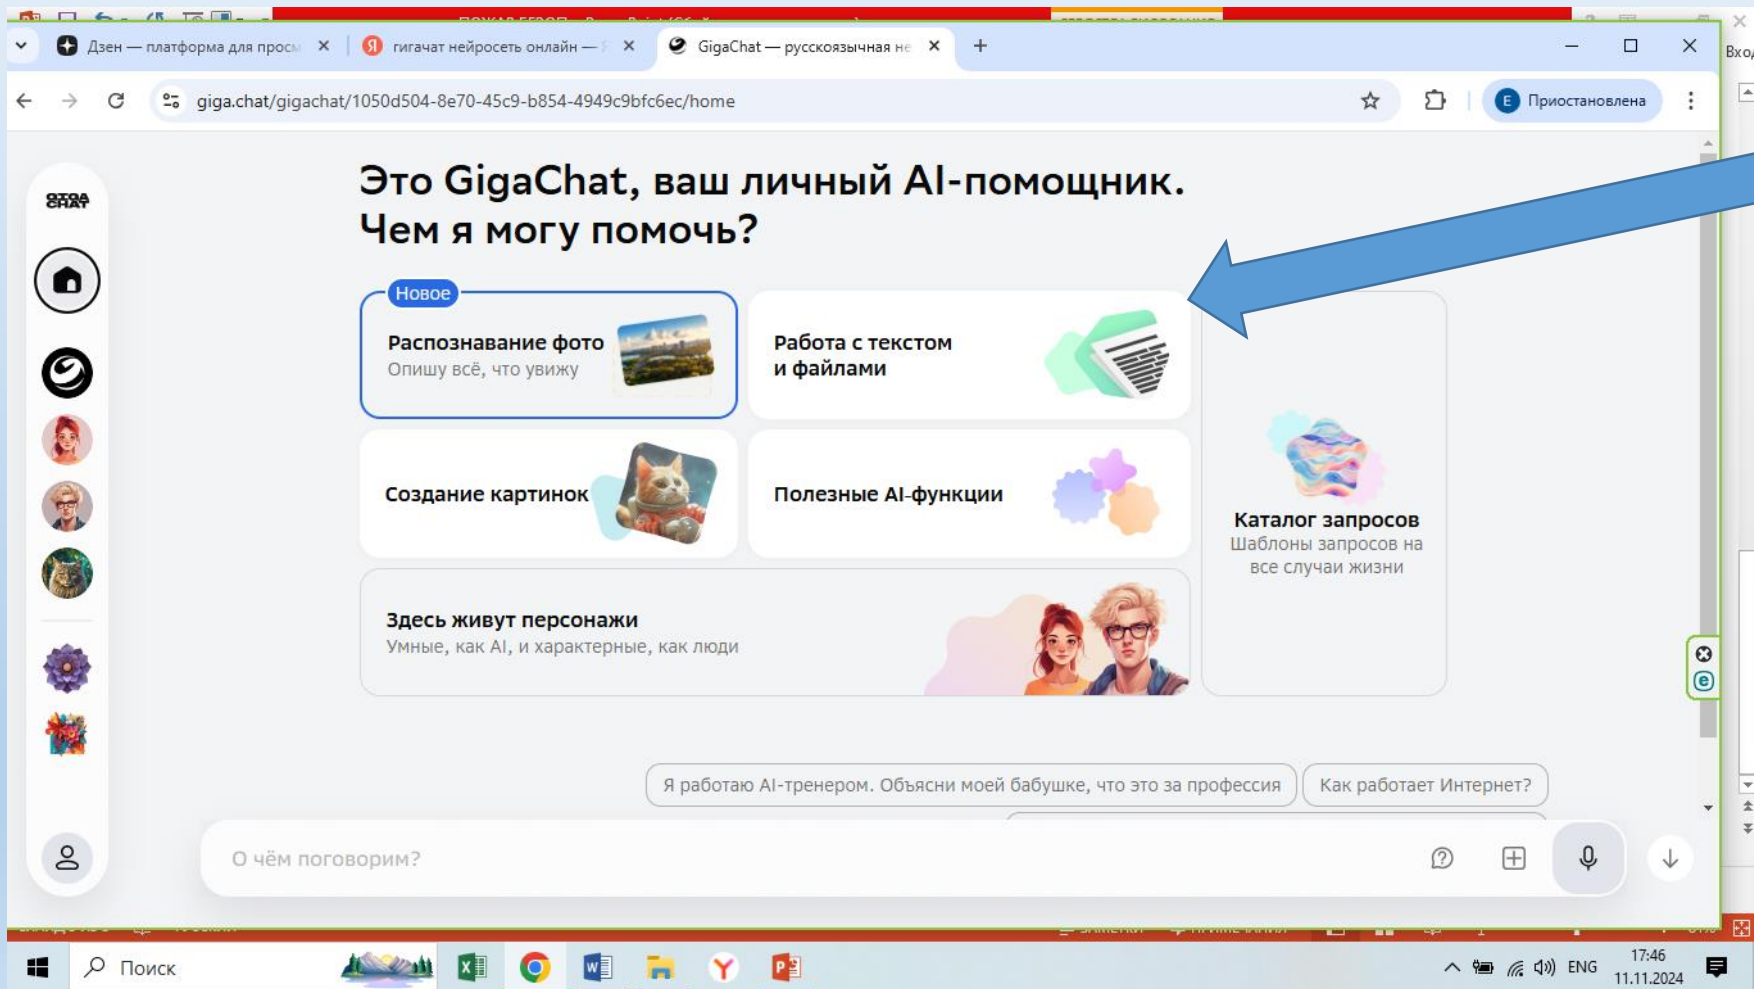 Дзен — платформа для просм
гигачат нейросеть онлайн —
GigaChat — русскоязычная не
Вход
giga.chat/gigachat/1050d504-8e70-45c9-b854-4949c9bfc6ec/home
E Приостановлена
GIGA
CHAT
Это GigaChat, ваш личный AI-помощник.
Чем я могу помочь?
Новое
Распознавание фото
Опишу всё, что увижу
Работа с текстом
и файлами
Создание картинок
Полезные AI-функции
Каталог запросов
Шаблоны запросов на
все случаи жизни
Здесь живут персонажи
Умные, как AI, и характерные, как люди
Я работаю AI-тренером. Объясни моей бабушке, что это за профессия
Как работает Интернет?
О чём поговорим?
Поиск
ENG
17:46
11.11.2024